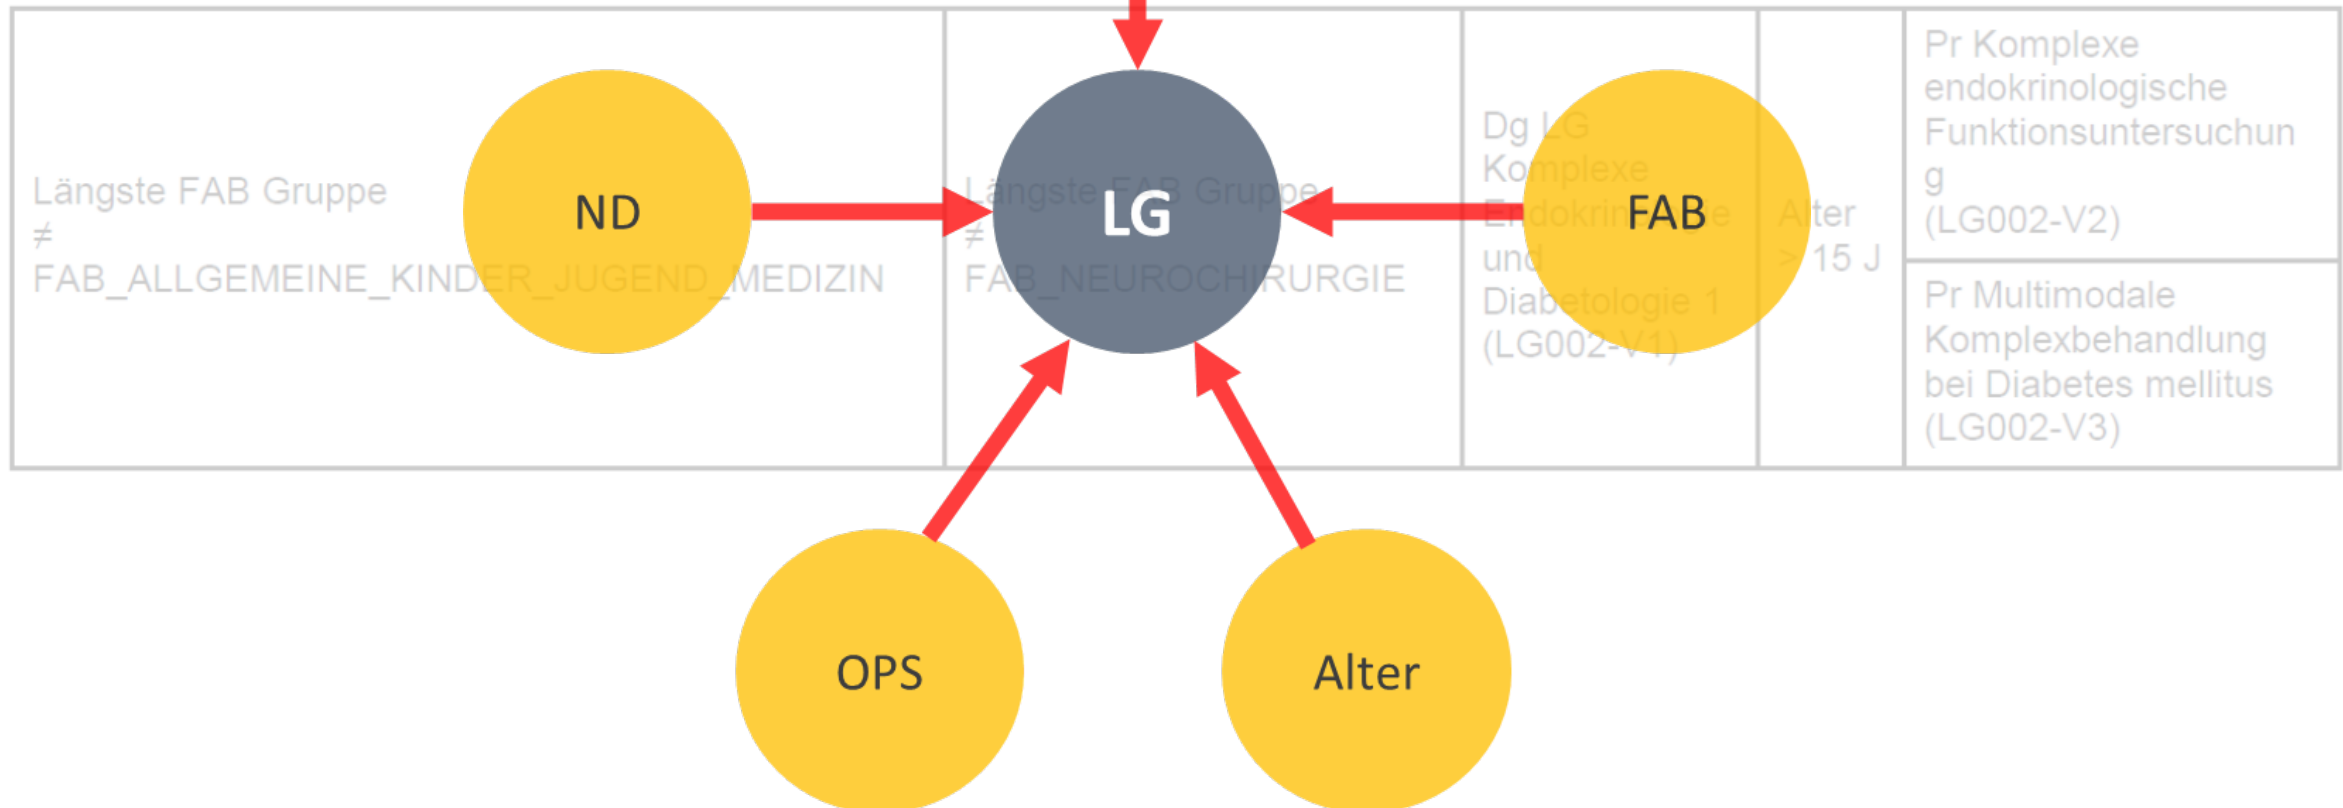 Längste FAB Gruppe
≠
FAB_ALLGEMEINE_KINDER_JUGEND_MEDIZIN
Längste FAB Gruppe
≠
FAB_NEUROCHIRURGIE
Dg LG
Komplexe
Endokrinologie
und
Diabetologie 1
(LG002-V1)
Alter
> 15 J
Pr Komplexe
endokrinologische
Funktionsuntersuchun
g
(LG002-V2)
Pr Multimodale
Komplexbehandlung
bei Diabetes mellitus
(LG002-V3)
ND
LG
FAB
OPS
Alter